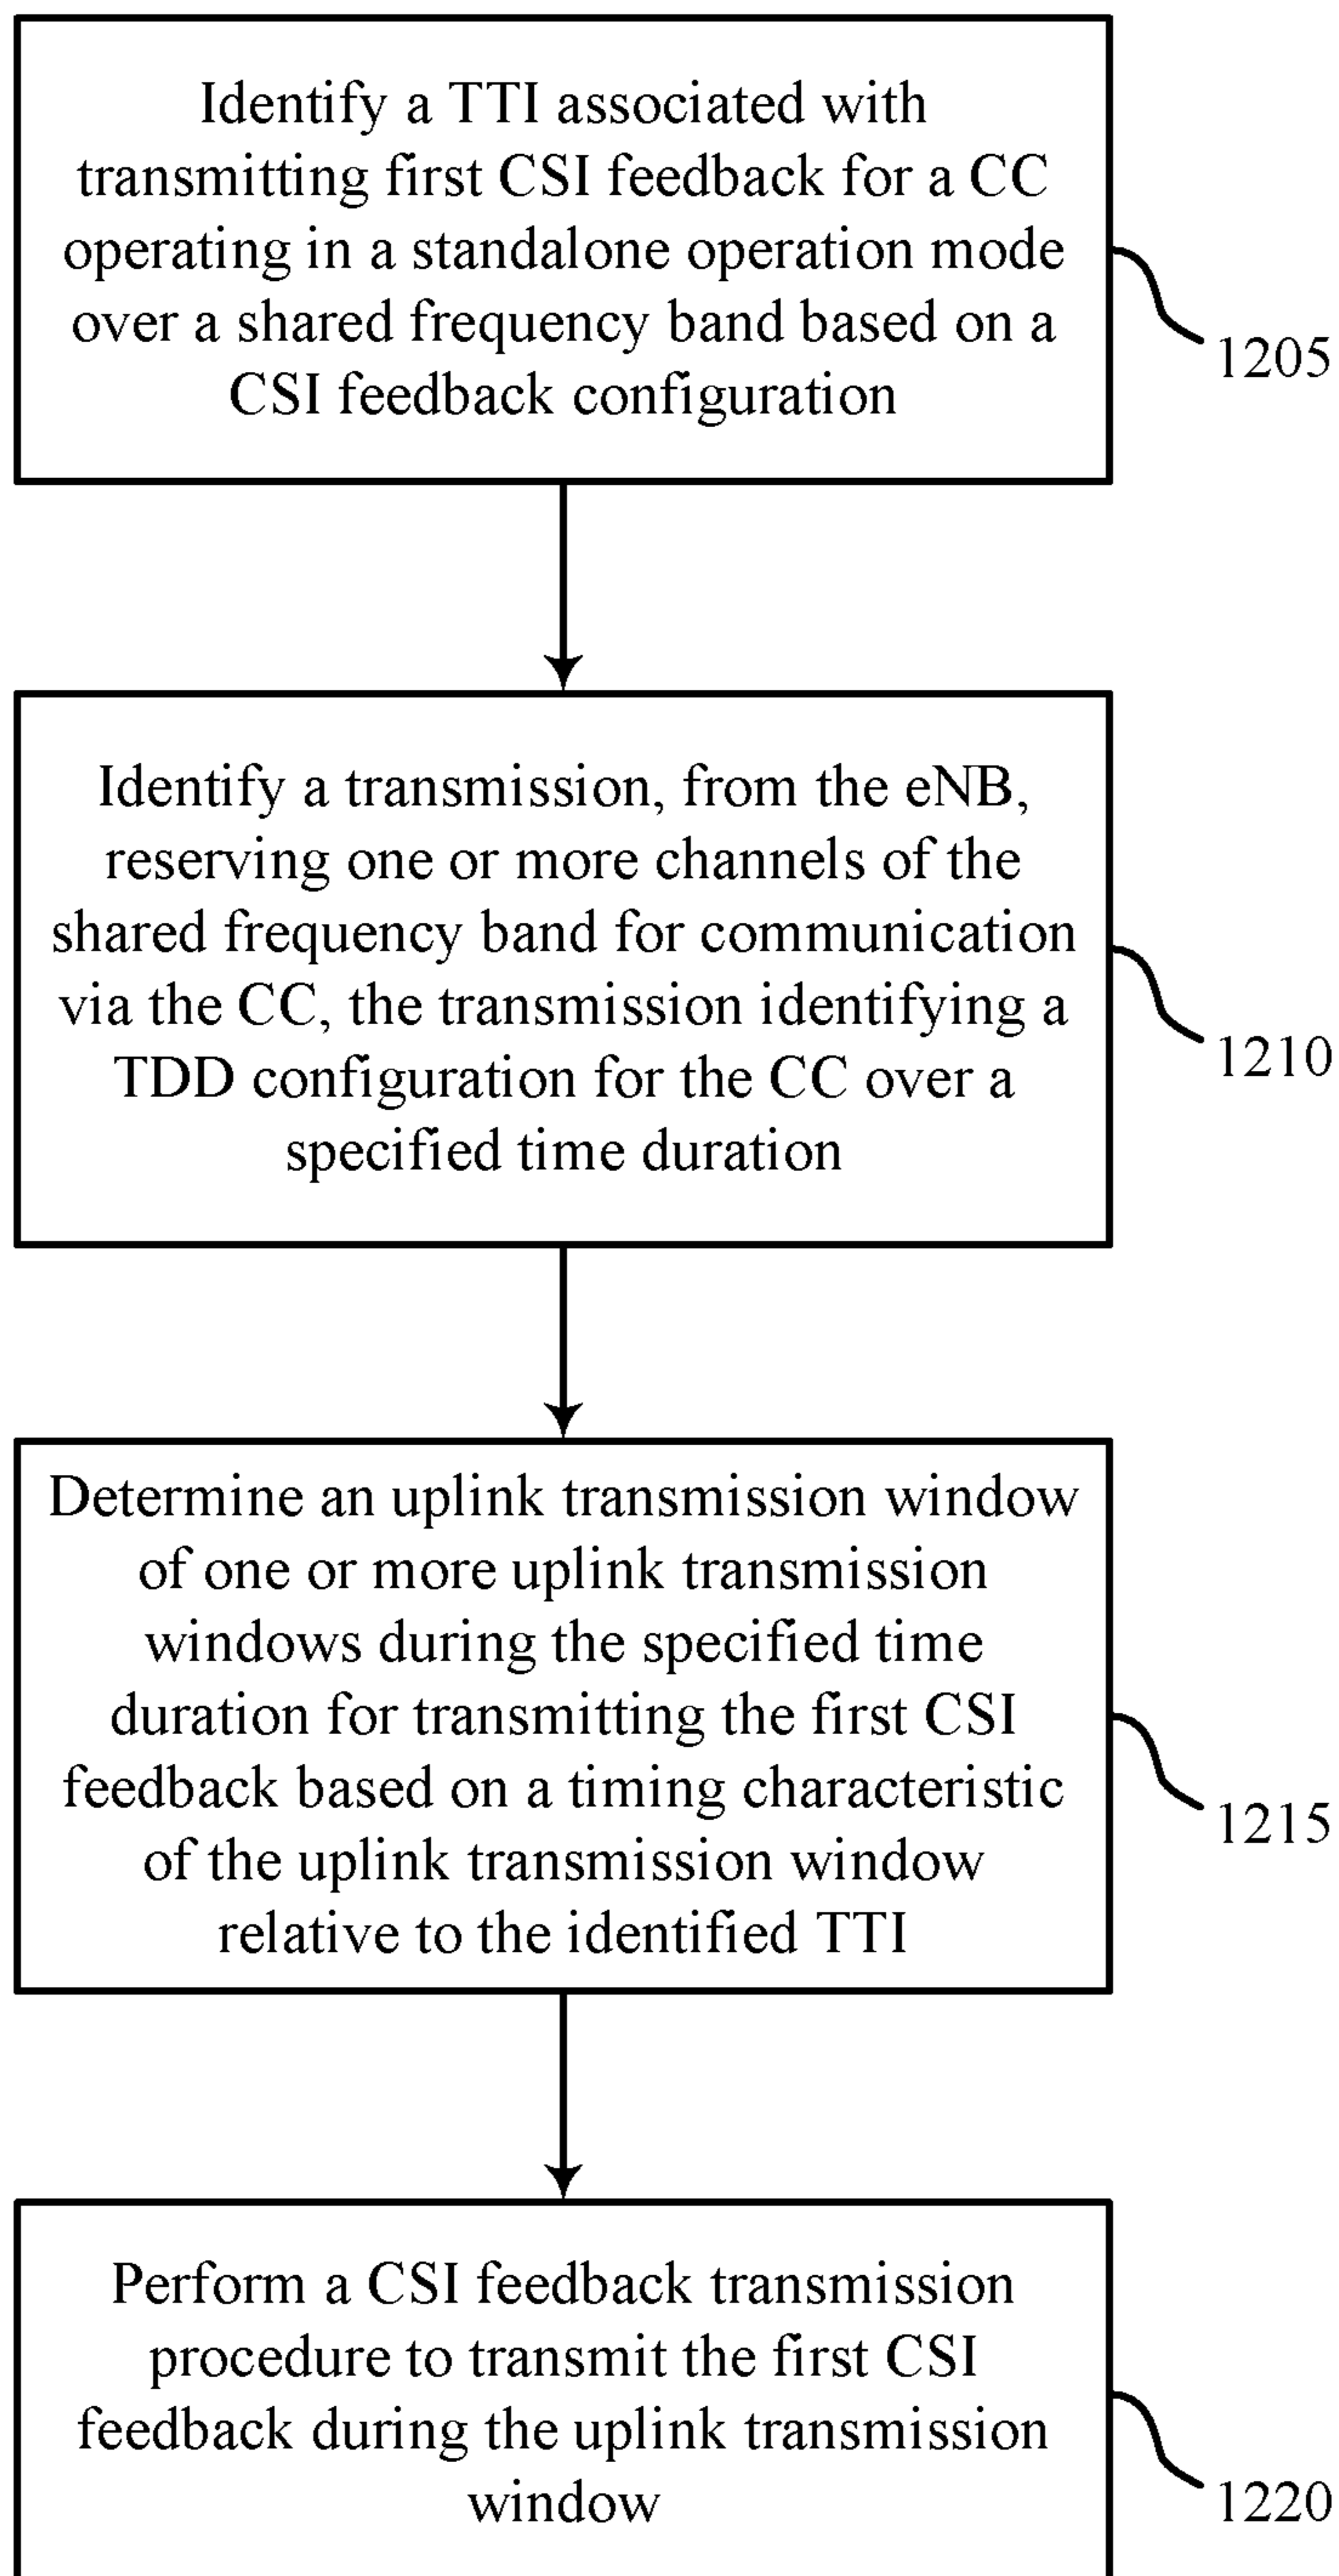 Identify a TTI associated with
transmitting first CSI feedback for a CC
operating in a standalone operation mode
over a shared frequency band based on a
CSI feedback configuration
1205
Identify a transmission, from the eNB,
reserving one or more channels of the
shared frequency band for communication
via the CC, the transmission identifying a
TDD configuration for the CC over a
specified time duration
1210
Determine an uplink transmission window
of one or more uplink transmission
windows during the specified time
duration for transmitting the first CSI
feedback based on a timing characteristic
of the uplink transmission window
relative to the identified TTI
1215
Perform a CSI feedback transmission
procedure to transmit the first CSI
feedback during the uplink transmission
window
1220